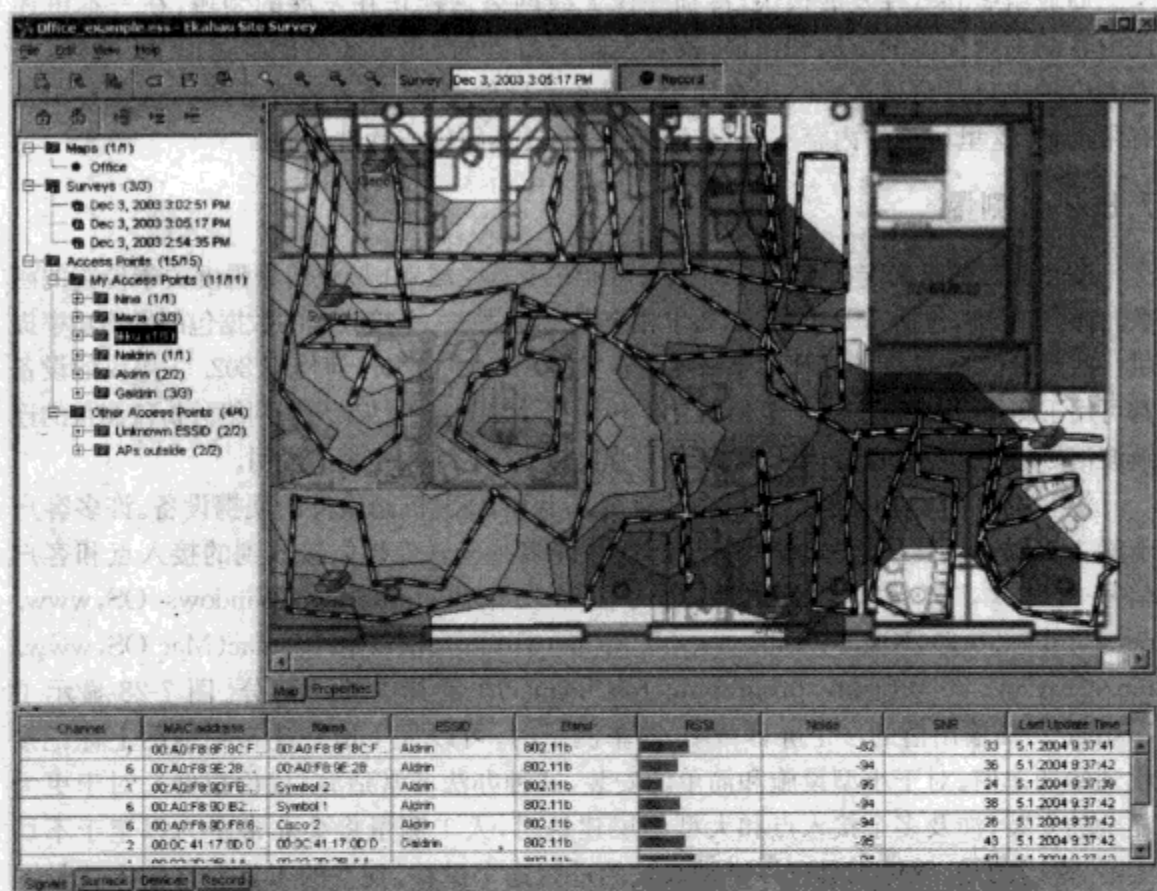 Office_example.ess - Ekahau Site Survey
File Edit View Help
Survey Dec 3, 2003 3:05:17 PM Record
Maps (1/1)
Office
Surveys (3/3)
Dec 3, 2003 3:02:51 PM
Dec 3, 2003 3:05:17 PM
Dec 3, 2003 2:54:35 PM
Access Points (15/15)
My Access Points (11/11)
Nina (1/1)
Maria (3/3)
Naldrin (1/1)
Aldrin (2/2)
Galdrin (3/3)
Other Access Points (4/4)
Unknown ESSID (2/2)
APs outside (2/2)
Map Properties
Channel MAC address Name ESSID Band RSSI Noise SNR Last Update Time
1 00:A0:F8:8F:8C:F... 00:A0:F8:8F:8C:F... Aldrin 802.11b -82 33 5.1.2004 9:37:41
6 00:A0:F8:9E:28... 00:A0:F8:9E:28 Aldrin 802.11b -94 36 5.1.2004 9:37:42
1 00:A0:F8:9D:FB:... Symbol 2 Aldrin 802.11b -95 24 5.1.2004 9:37:39
6 00:A0:F8:9D:B2:... Symbol 1 Aldrin 802.11b -94 38 5.1.2004 9:37:42
6 00:A0:F8:9D:F8:6... Cisco 2 Aldrin 802.11b -94 26 5.1.2004 9:37:42
2 00:0C:41:17:0D:D... 00:0C:41:17:0D:D... Galdrin 802.11b -95 43 5.1.2004 9:37:42
Signals Surface Devices Record